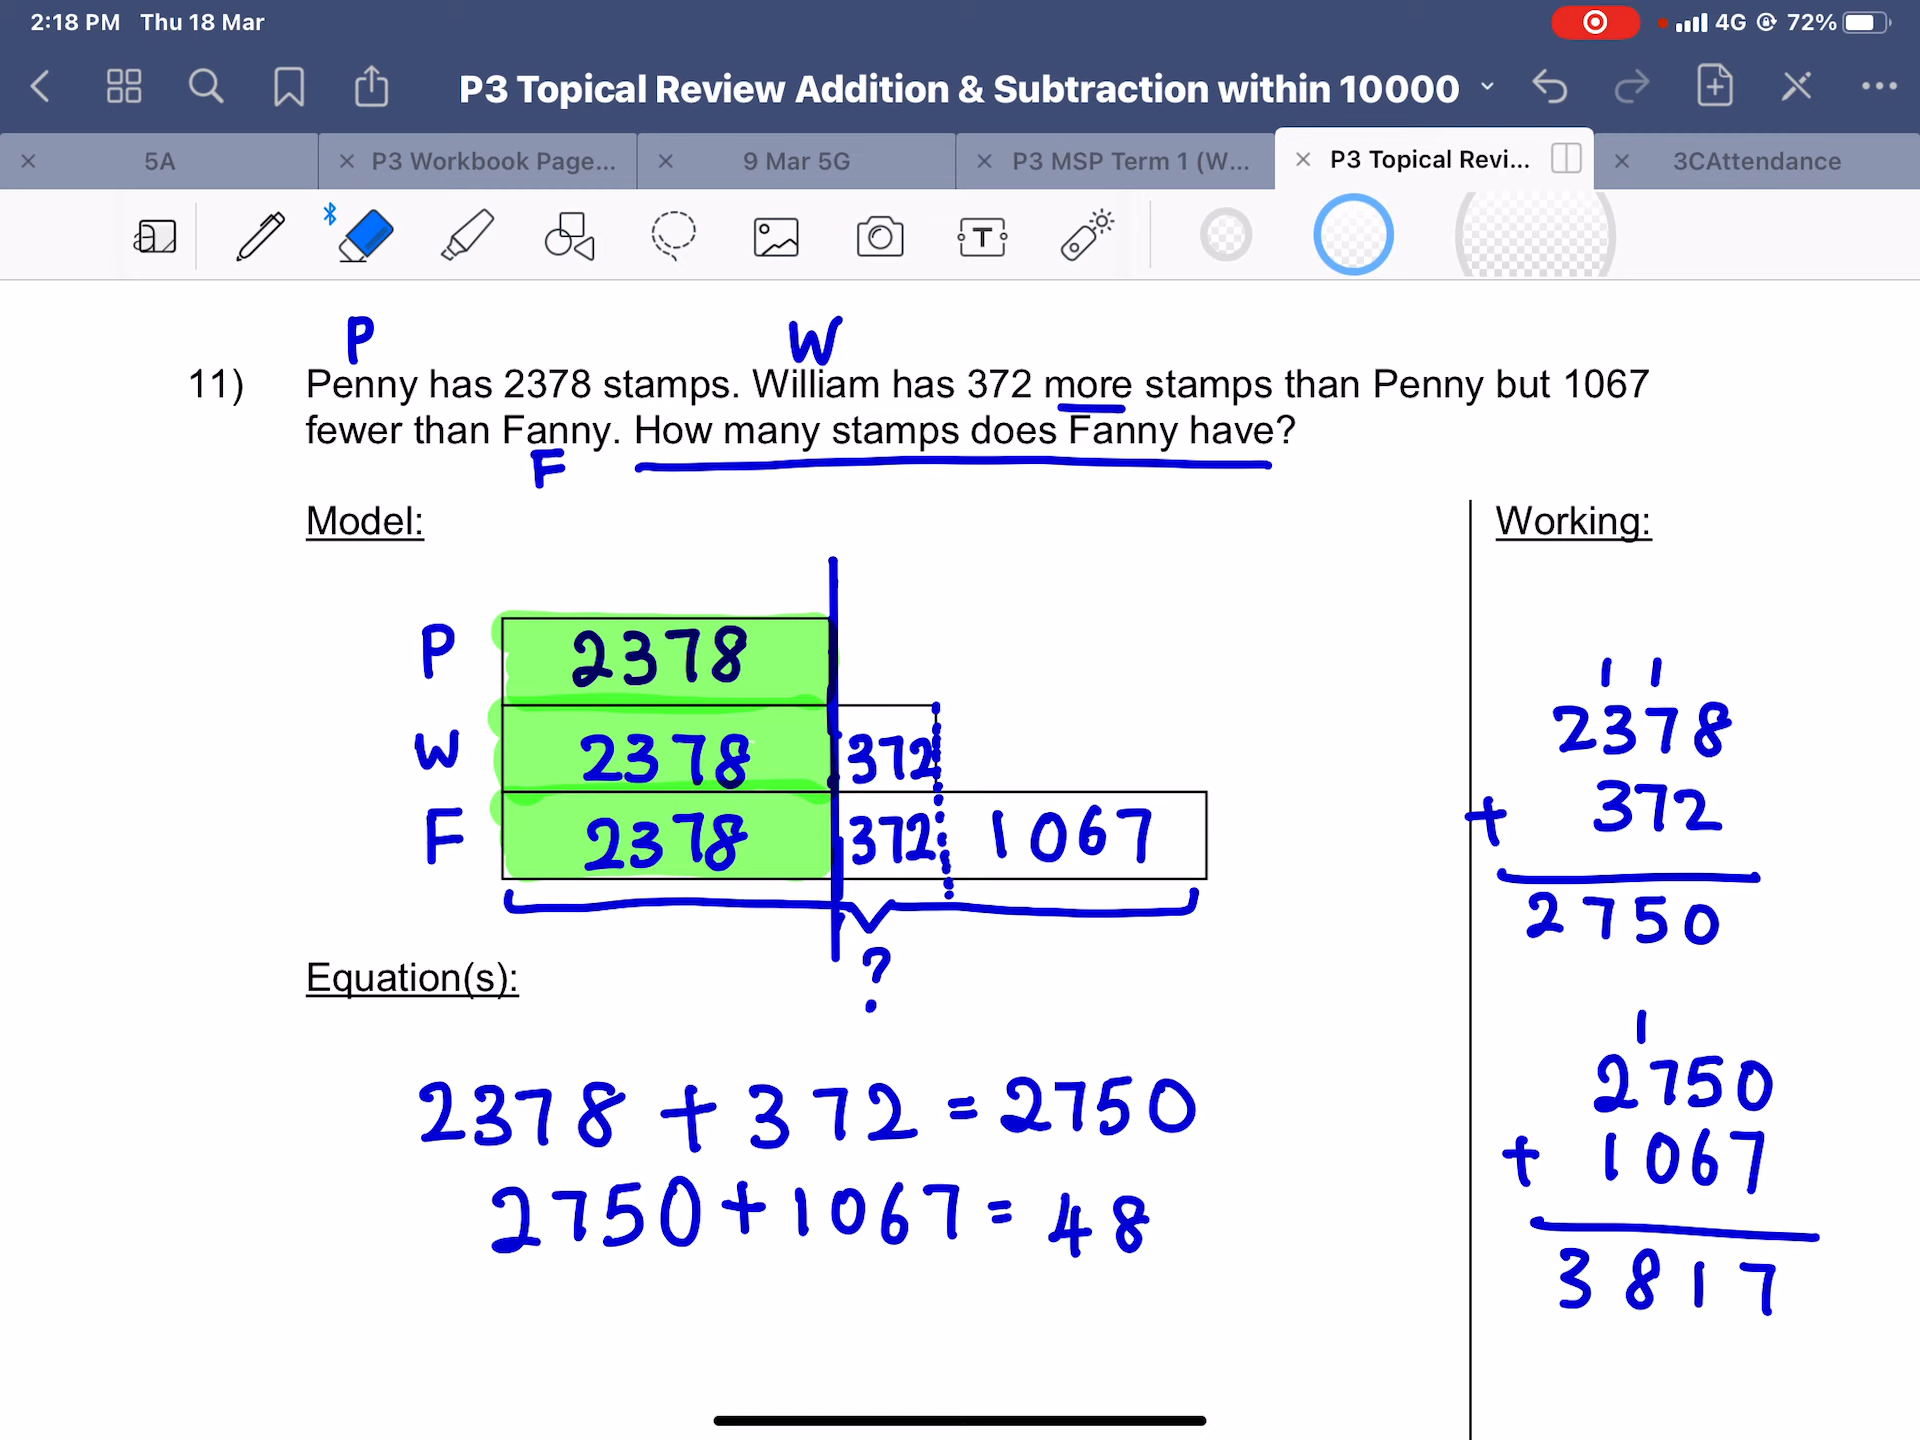 2:18 PM Thu 18 Mar
4G 72%
P3 Topical Review Addition & Subtraction within 10000
5A
P3 Workbook Page...
9 Mar 5G
P3 MSP Term 1 (W...
P3 Topical Revi...
3CAttendance
P W
11) Penny has 2378 stamps. William has 372 more stamps than Penny but 1067
fewer than Fanny. How many stamps does Fanny have?
F
Model:
P 2378
W 2378 372
F 2378 372 1067
?
Equation(s):
2378 + 372 = 2750
2750 + 1067 = 48
Working:
1 1
2378
+ 372
2750
1
2750
+ 1067
3817